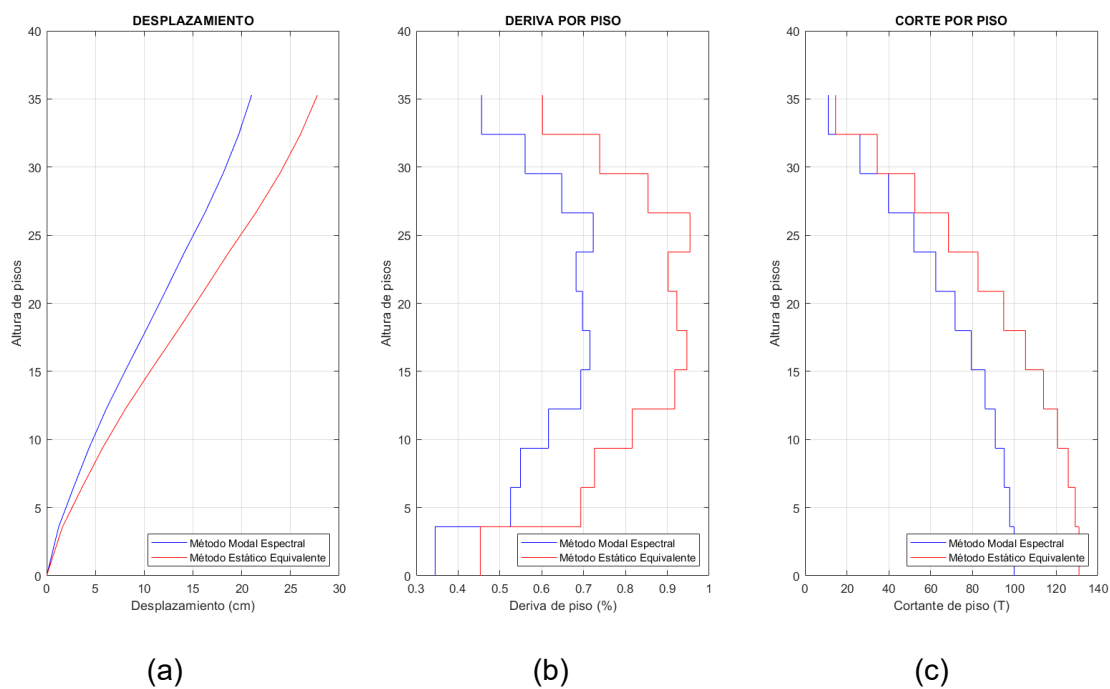 DESPLAZAMIENTO
40
35
30
25
20
15
10
5
0
Altura de pisos
0 5 10 15 20 25 30
Desplazamiento (cm)
Método Modal Espectral
Método Estático Equivalente
(a)
DERIVA POR PISO
40
35
30
25
20
15
10
5
0
Altura de pisos
0.3 0.4 0.5 0.6 0.7 0.8 0.9 1
Deriva de piso (%)
Método Modal Espectral
Método Estático Equivalente
(b)
CORTE POR PISO
40
35
30
25
20
15
10
5
0
Altura de pisos
0 20 40 60 80 100 120 140
Cortante de piso (T)
Método Modal Espectral
Método Estático Equivalente
(c)